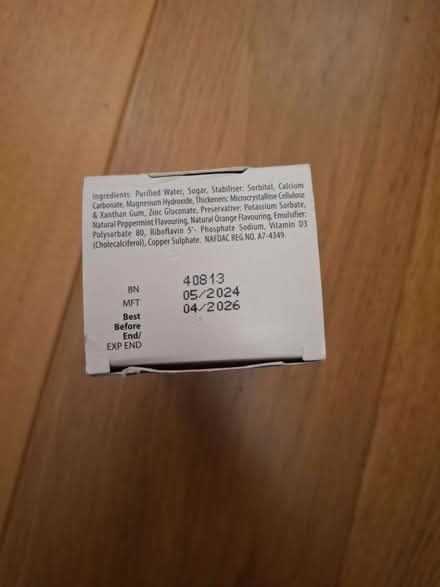 Ingredients: Purified Water, Sugar, Stabiliser: Sorbitol, Calcium
Carbonate, Magnesium Hydroxide, Thickeners: Microcrystalline Cellulose
& Xanthan Gum, Zinc Gluconate, Preservative: Potassium Sorbate,
Natural Peppermint Flavouring, Natural Orange Flavouring, Emulsifier:
Polysorbate 80, Riboflavin 5'- Phosphate Sodium, Vitamin D3
(Cholecalciferol), Copper Sulphate. NAFDAC REG NO. A7-4349.
BN 40813
MFT 05/2024
Best 04/2026
Before
End/
EXP END